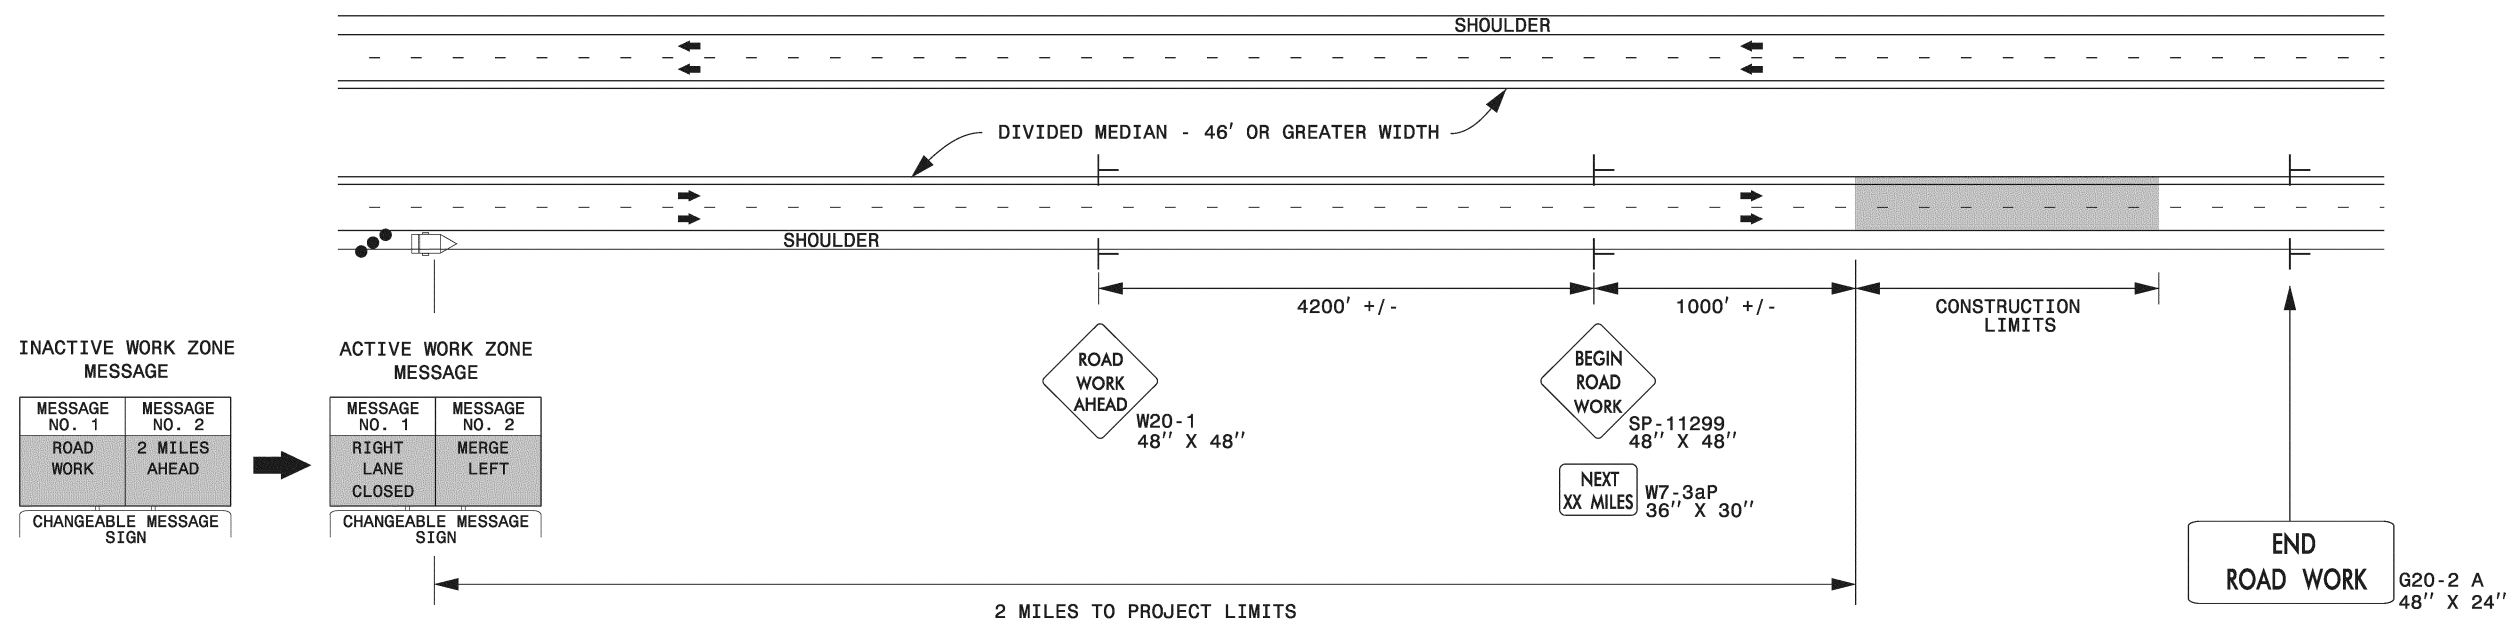 SHOULDER
DIVIDED MEDIAN - 46' OR GREATER WIDTH
SHOULDER
4200' +/-
1000' +/-
CONSTRUCTION
LIMITS
INACTIVE WORK ZONE
MESSAGE
MESSAGE
NO. 1
MESSAGE
NO. 2
ROAD
WORK
2 MILES
AHEAD
CHANGEABLE MESSAGE
SIGN
ACTIVE WORK ZONE
MESSAGE
MESSAGE
NO. 1
MESSAGE
NO. 2
RIGHT
LANE
CLOSED
MERGE
LEFT
CHANGEABLE MESSAGE
SIGN
ROAD
WORK
AHEAD
W20-1
48" X 48"
BEGIN
ROAD
WORK
SP-11299
48" X 48"
NEXT
XX MILES
W7-3aP
36" X 30"
END
ROAD WORK
G20-2 A
48" X 24"
2 MILES TO PROJECT LIMITS